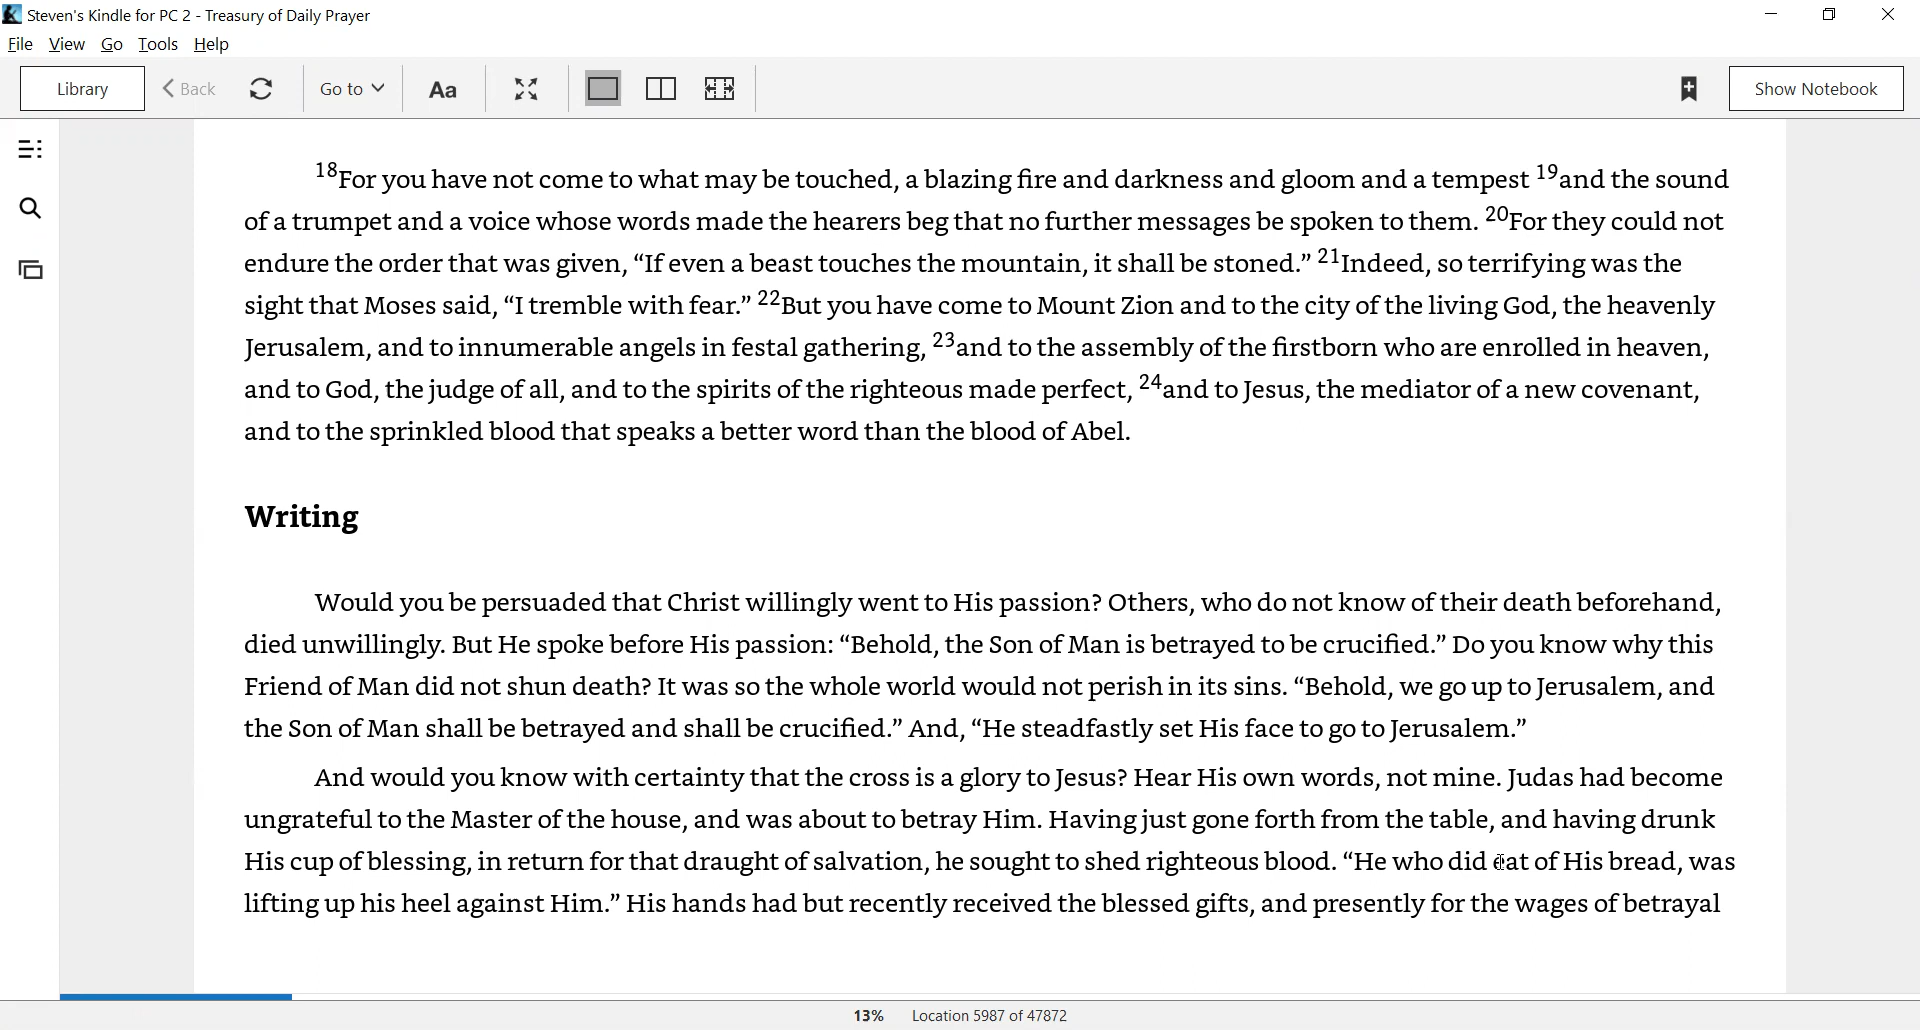 Steven's Kindle for PC 2 - Treasury of Daily Prayer
File View Go Tools Help
Library Back Go to Aa Show Notebook
18For you have not come to what may be touched, a blazing fire and darkness and gloom and a tempest 19and the sound
of a trumpet and a voice whose words made the hearers beg that no further messages be spoken to them. 20For they could not
endure the order that was given, “If even a beast touches the mountain, it shall be stoned.” 21Indeed, so terrifying was the
sight that Moses said, “I tremble with fear.” 22But you have come to Mount Zion and to the city of the living God, the heavenly
Jerusalem, and to innumerable angels in festal gathering, 23and to the assembly of the firstborn who are enrolled in heaven,
and to God, the judge of all, and to the spirits of the righteous made perfect, 24and to Jesus, the mediator of a new covenant,
and to the sprinkled blood that speaks a better word than the blood of Abel.
Writing
Would you be persuaded that Christ willingly went to His passion? Others, who do not know of their death beforehand,
died unwillingly. But He spoke before His passion: “Behold, the Son of Man is betrayed to be crucified.” Do you know why this
Friend of Man did not shun death? It was so the whole world would not perish in its sins. “Behold, we go up to Jerusalem, and
the Son of Man shall be betrayed and shall be crucified.” And, “He steadfastly set His face to go to Jerusalem.”
And would you know with certainty that the cross is a glory to Jesus? Hear His own words, not mine. Judas had become
ungrateful to the Master of the house, and was about to betray Him. Having just gone forth from the table, and having drunk
His cup of blessing, in return for that draught of salvation, he sought to shed righteous blood. “He who did eat of His bread, was
lifting up his heel against Him.” His hands had but recently received the blessed gifts, and presently for the wages of betrayal
13% Location 5987 of 47872